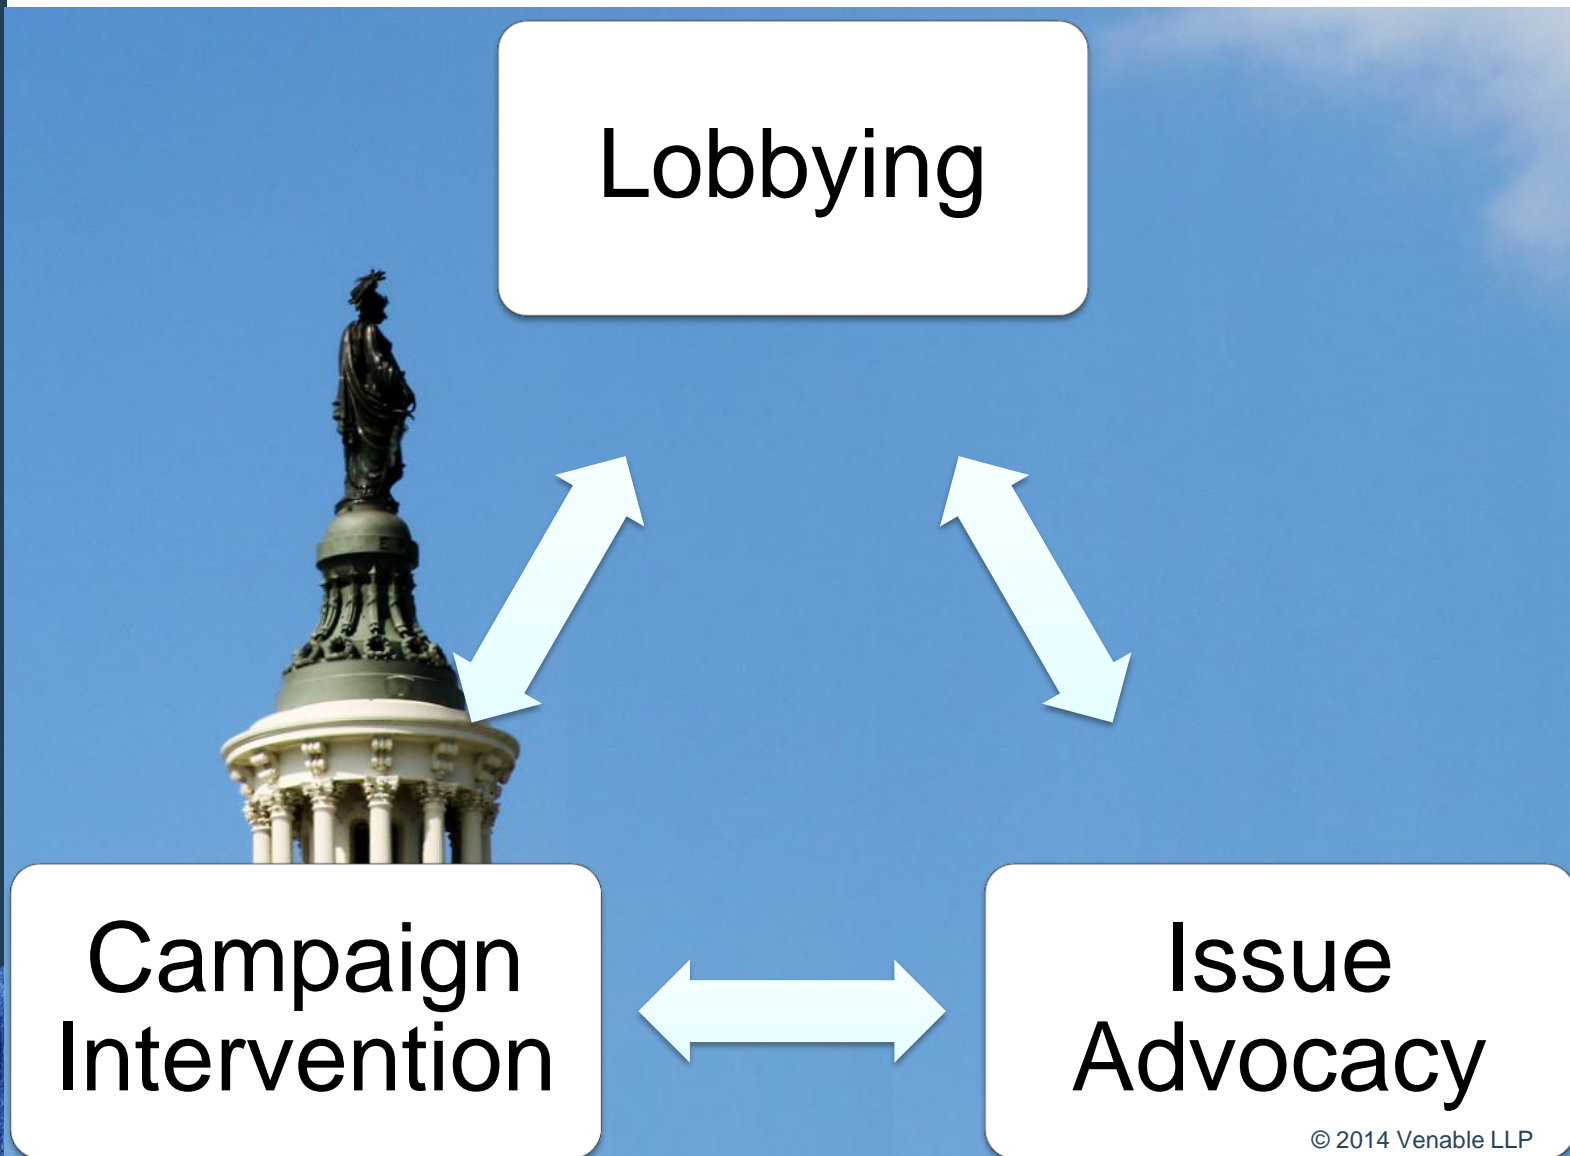 Lobbying
Campaign
Intervention
Issue
Advocacy
© 2014 Venable LLP